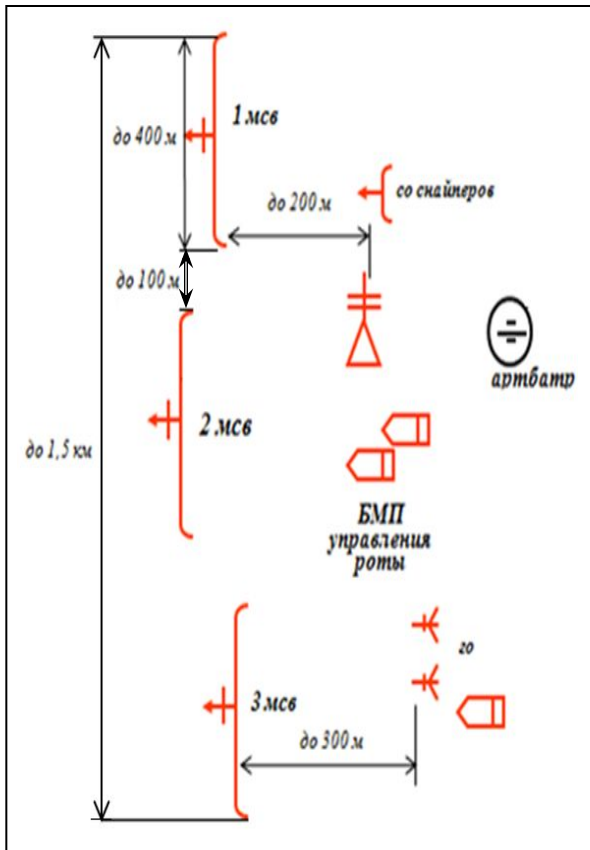 1 мсв
до 400 м
со снайперов
до 200 м
до 100 м
артбатр
2 мсв
до 1,5 км
БМП
управления
роты
го
3 мсв
до 300 м